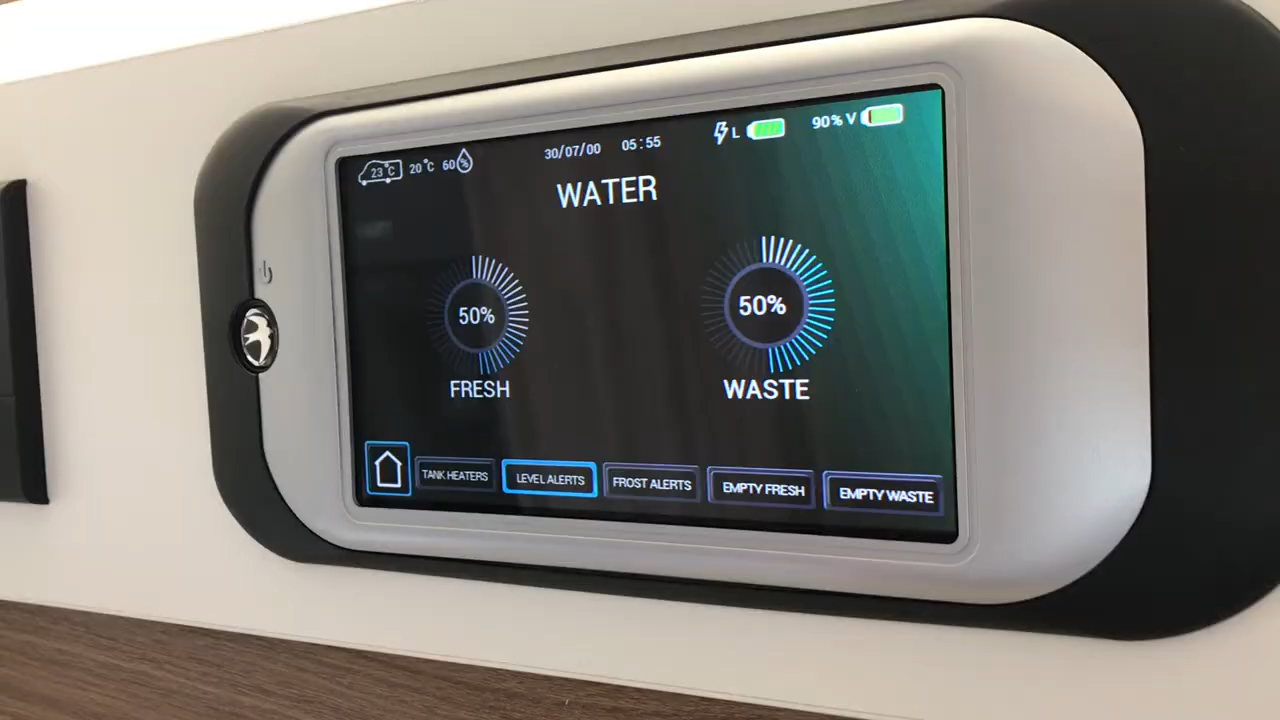 23°C 20°C 60% 30/07/00 05:55 L 90% V
WATER
50% 50%
FRESH WASTE
TANK HEATERS LEVEL ALERTS FROST ALERTS EMPTY FRESH EMPTY WASTE